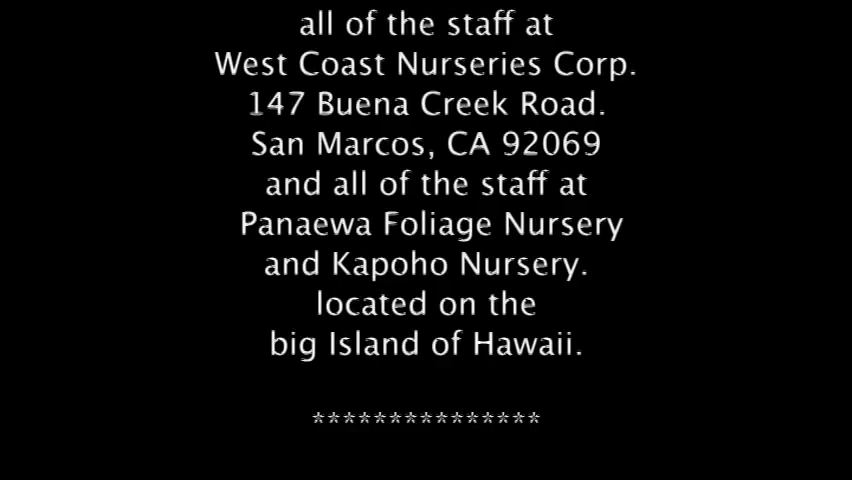 all of the staff at
West Coast Nurseries Corp.
147 Buena Creek Road.
San Marcos, CA 92069
and all of the staff at
Panaewa Foliage Nursery
and Kapoho Nursery.
located on the
big Island of Hawaii.
***************